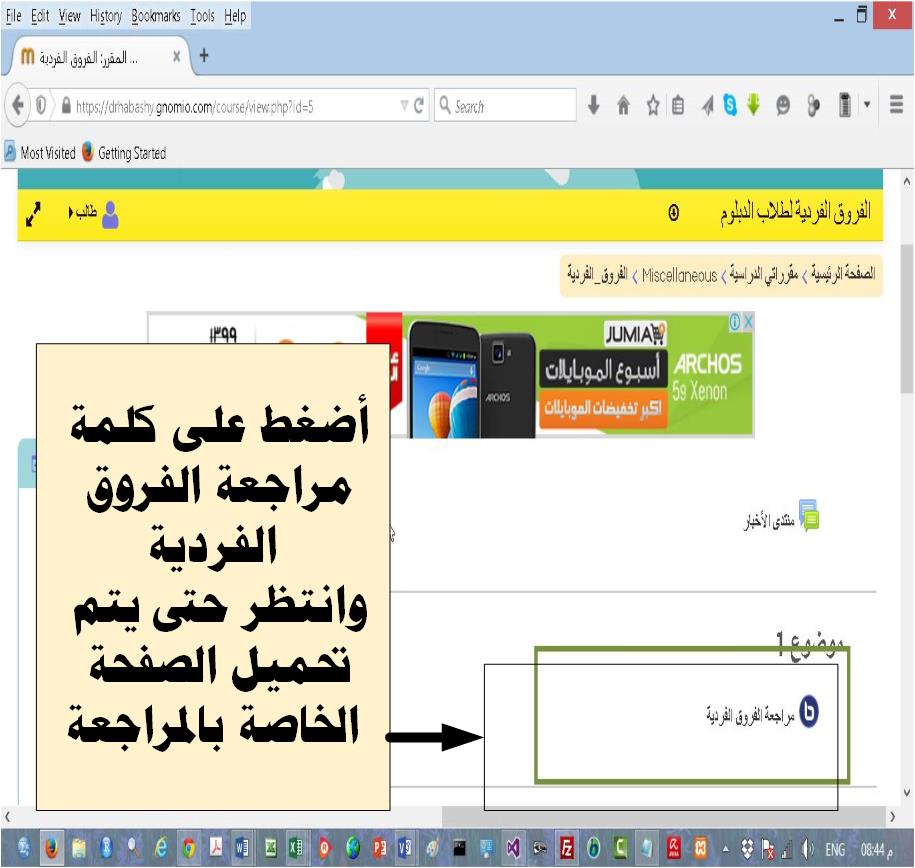 File Edit View History Bookmarks Tools Help
المقرر: الفروق الفردية ...
https://drhabashy.gnomio.com/course/view.php?id=5
Search
Most Visited Getting Started
الفروق الفردية لطلاب الدبلوم
طالب
الصفحة الرئيسية > مقرراتي الدراسية > Miscellaneous > الفروق_الفردية
١٣٩٩
JUMIA
أسبوع الموبايلات
اكبر تخفيضات الموبايلات
ARCHOS
59 Xenon
Google
ARCHOS
أضغط على كلمة
مراجعة الفروق
الفردية
وانتظر حتى يتم
تحميل الصفحة
الخاصة بالمراجعة
منتدى الأخبار
موضوع 1
b مراجعة الفروق الفردية
ENG 08:44 م